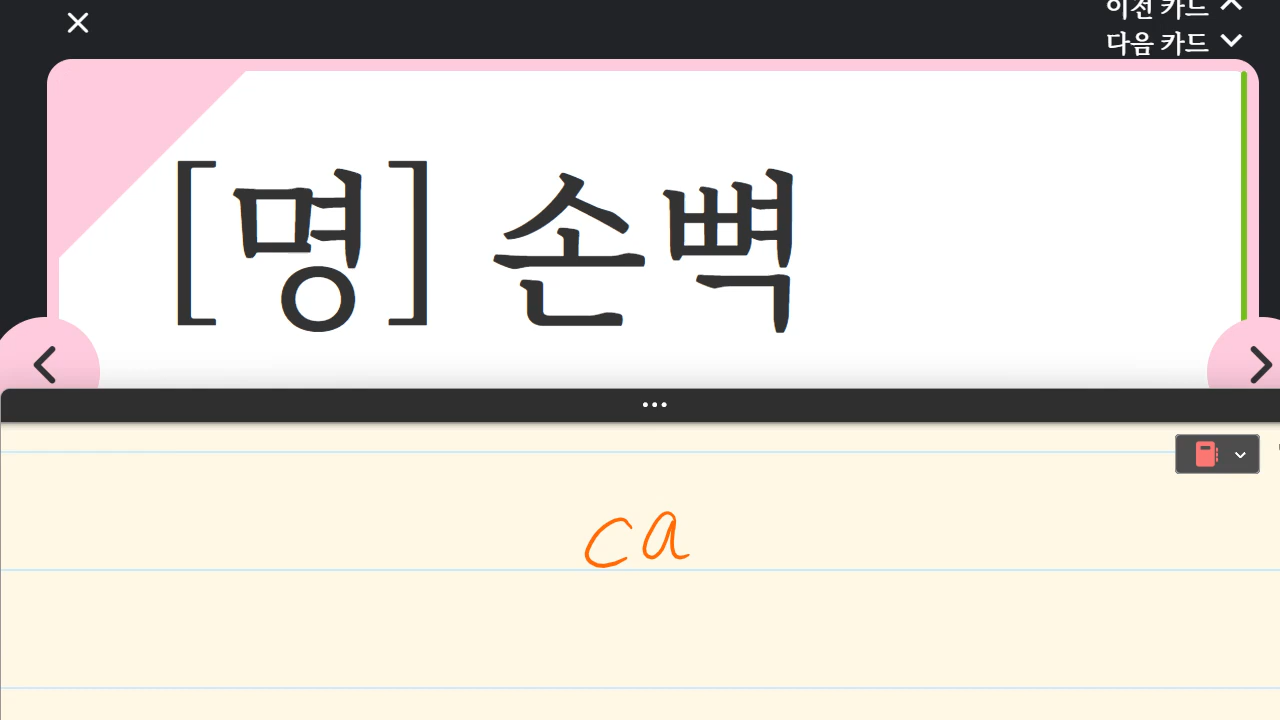 이전 카드
다음 카드
[명] 손뼉
ca